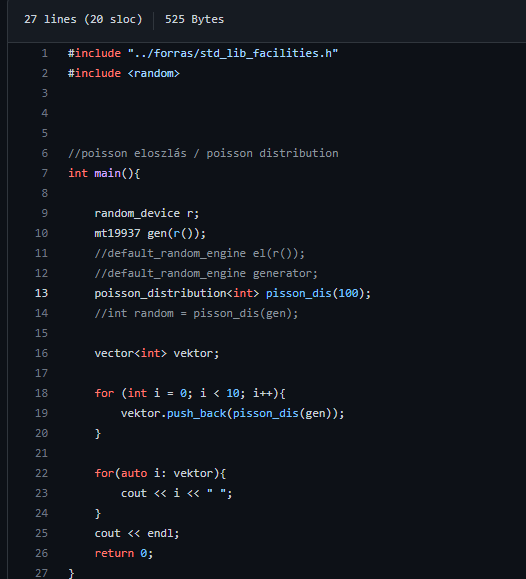 27 lines (20 sloc) 525 Bytes
1 #include "../forras/std_lib_facilities.h"
2 #include <random>
3
4
5
6 //poisson eloszlás / poisson distribution
7 int main(){
8
9 random_device r;
10 mt19937 gen(r());
11 //default_random_engine el(r());
12 //default_random_engine generator;
13 poisson_distribution<int> pisson_dis(100);
14 //int random = pisson_dis(gen);
15
16 vector<int> vektor;
17
18 for (int i = 0; i < 10; i++){
19 vektor.push_back(pisson_dis(gen));
20 }
21
22 for(auto i: vektor){
23 cout << i << " ";
24 }
25 cout << endl;
26 return 0;
27 }